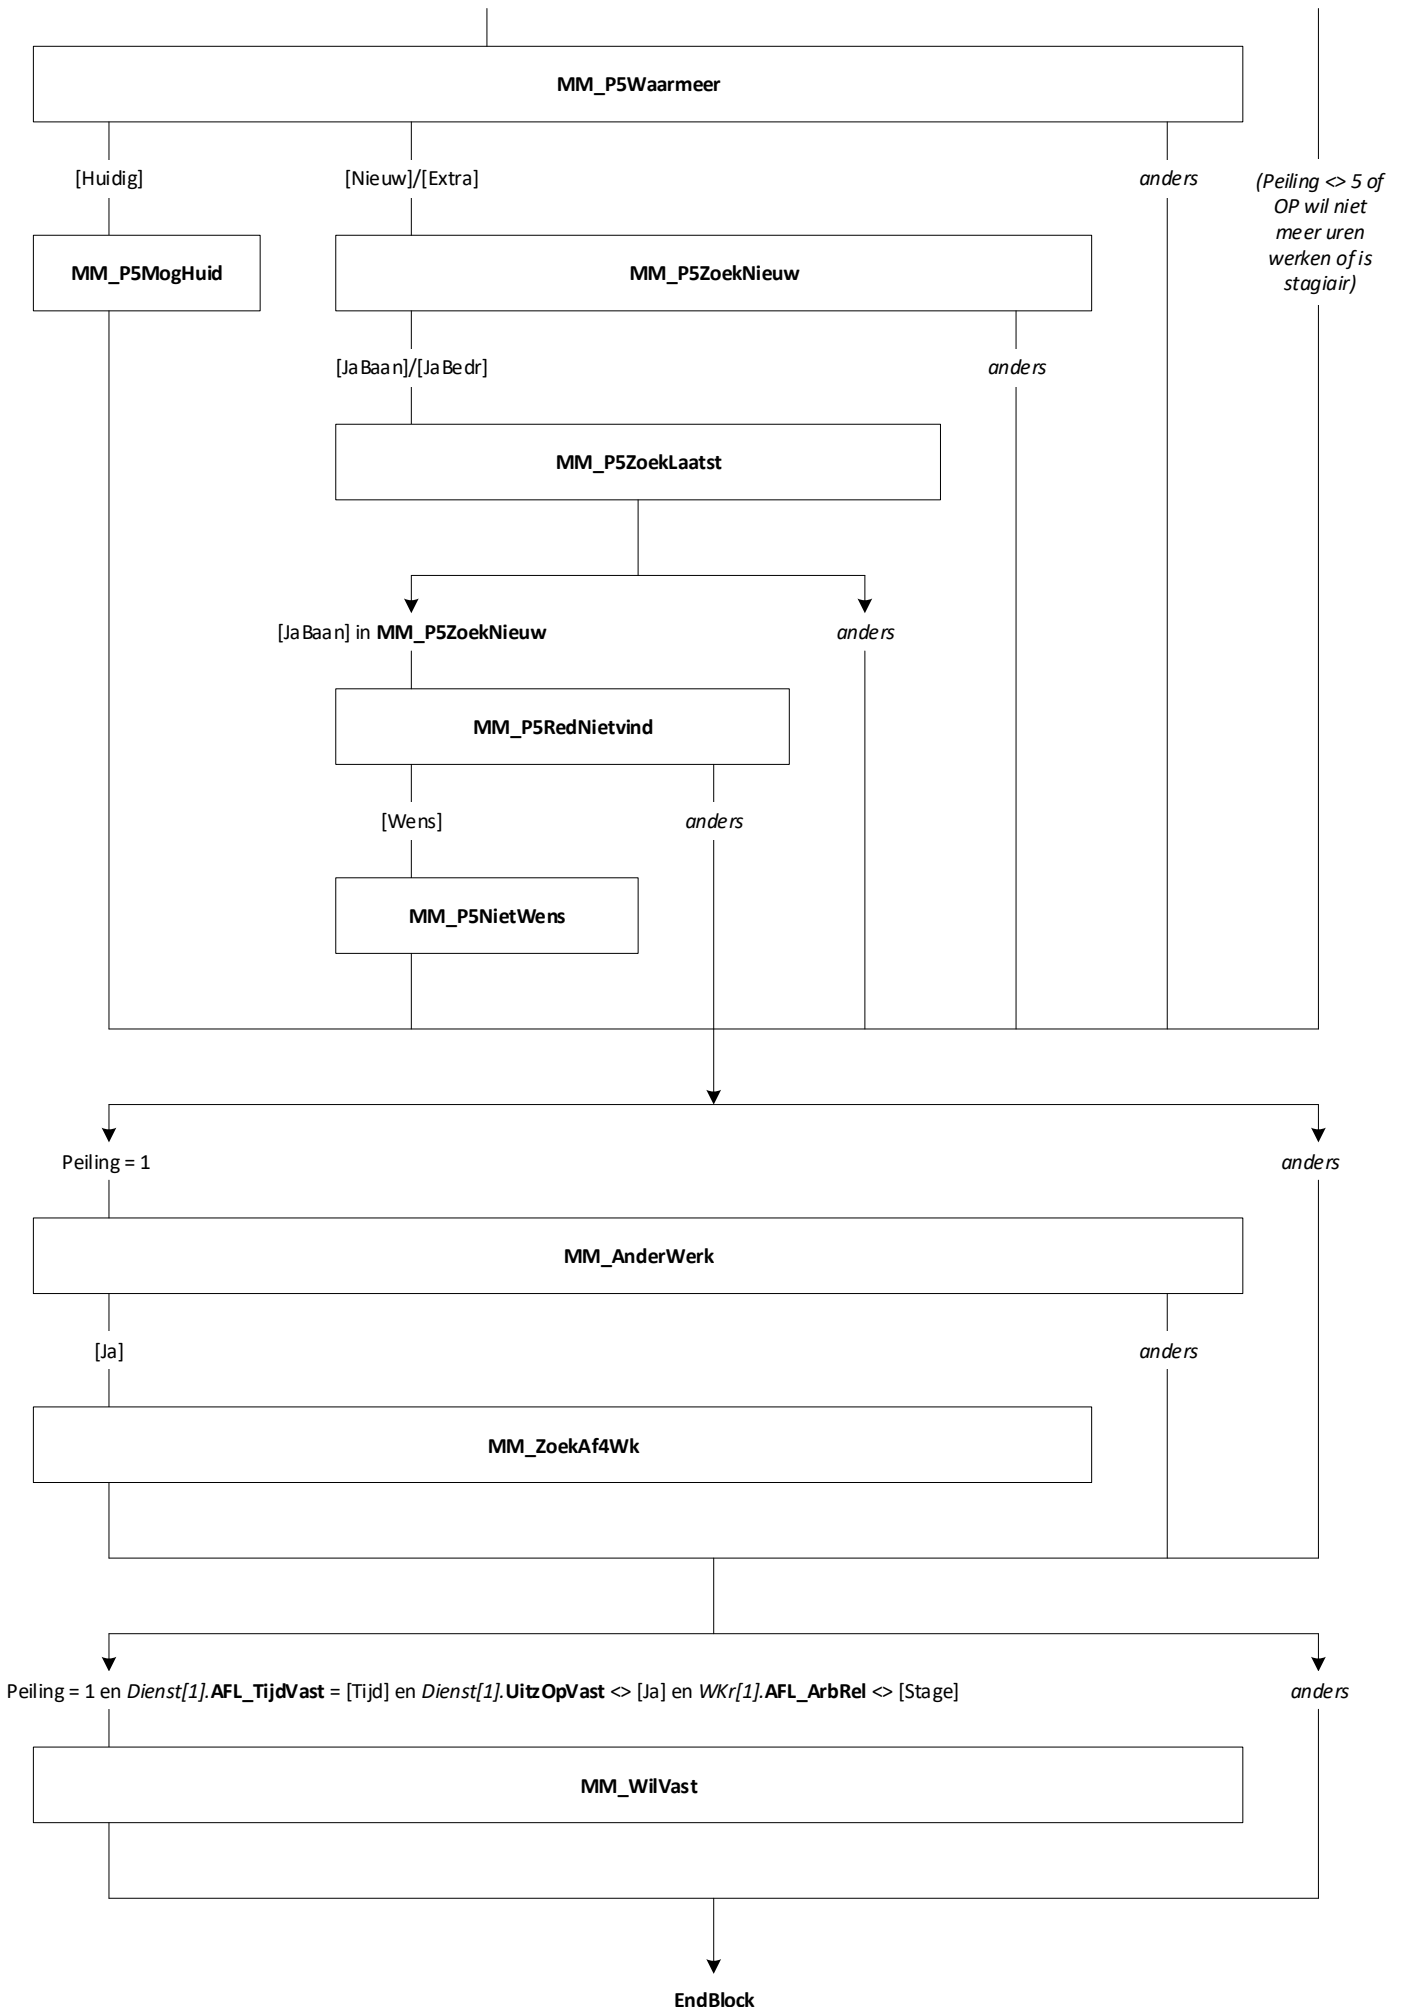 MM_P5Waarmeer
[Huidig]
[Nieuw]/[Extra]
anders
(Peiling <> 5 of
OP wil niet
meer uren
werken of is
stagiair)
MM_P5MogHuid
MM_P5ZoekNieuw
[JaBaan]/[JaBedr]
anders
MM_P5ZoekLaatst
[JaBaan] in MM_P5ZoekNieuw
anders
MM_P5RedNietvind
[Wens]
anders
MM_P5NietWens
Peiling = 1
anders
MM_AnderWerk
[Ja]
anders
MM_ZoekAf4Wk
Peiling = 1 en Dienst[1].AFL_TijdVast = [Tijd] en Dienst[1].UitzOpVast <> [Ja] en WKr[1].AFL_ArbRel <> [Stage]
anders
MM_WilVast
EndBlock